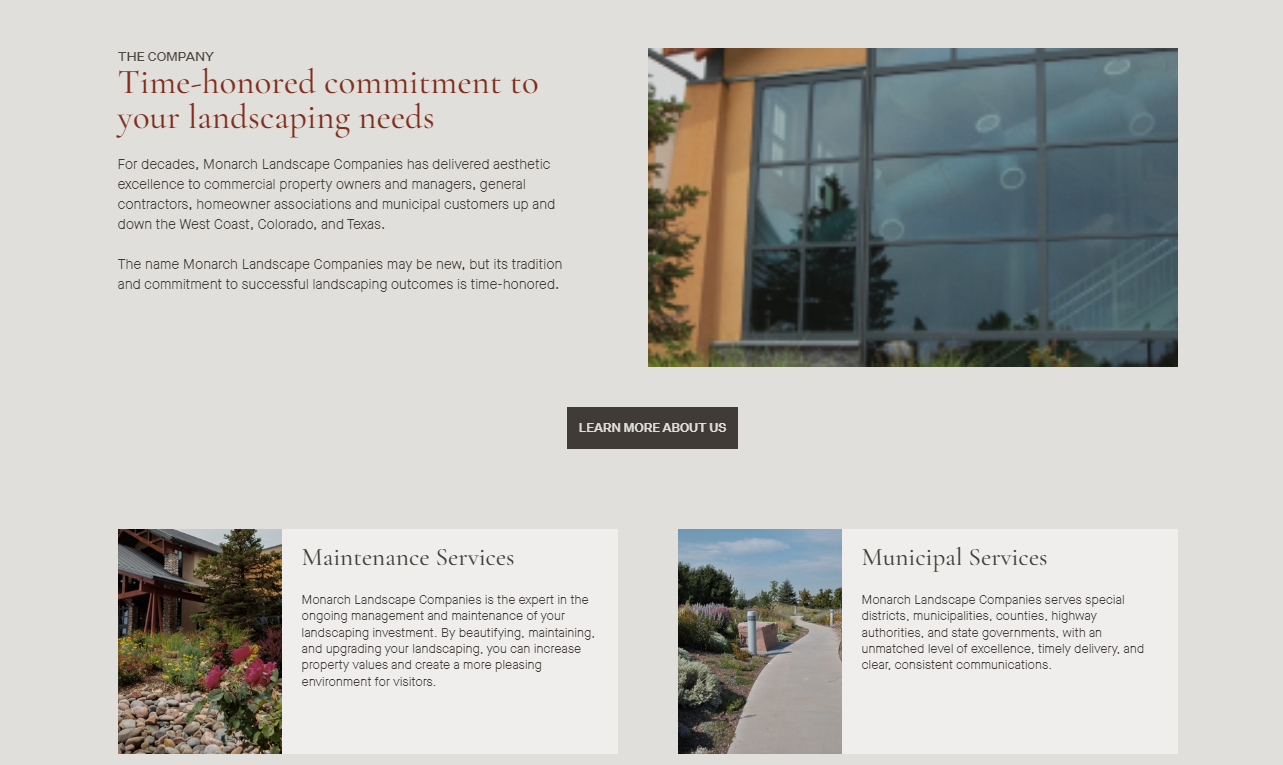 THE COMPANY
Time-honored commitment to
your landscaping needs
For decades, Monarch Landscape Companies has delivered aesthetic
excellence to commercial property owners and managers, general
contractors, homeowner associations and municipal customers up and
down the West Coast, Colorado, and Texas.
The name Monarch Landscape Companies may be new, but its tradition
and commitment to successful landscaping outcomes is time-honored.
LEARN MORE ABOUT US
Maintenance Services
Monarch Landscape Companies is the expert in the
ongoing management and maintenance of your
landscaping investment. By beautifying, maintaining,
and upgrading your landscaping, you can increase
property values and create a more pleasing
environment for visitors.
Municipal Services
Monarch Landscape Companies serves special
districts, municipalities, counties, highway
authorities, and state governments, with an
unmatched level of excellence, timely delivery, and
clear, consistent communications.